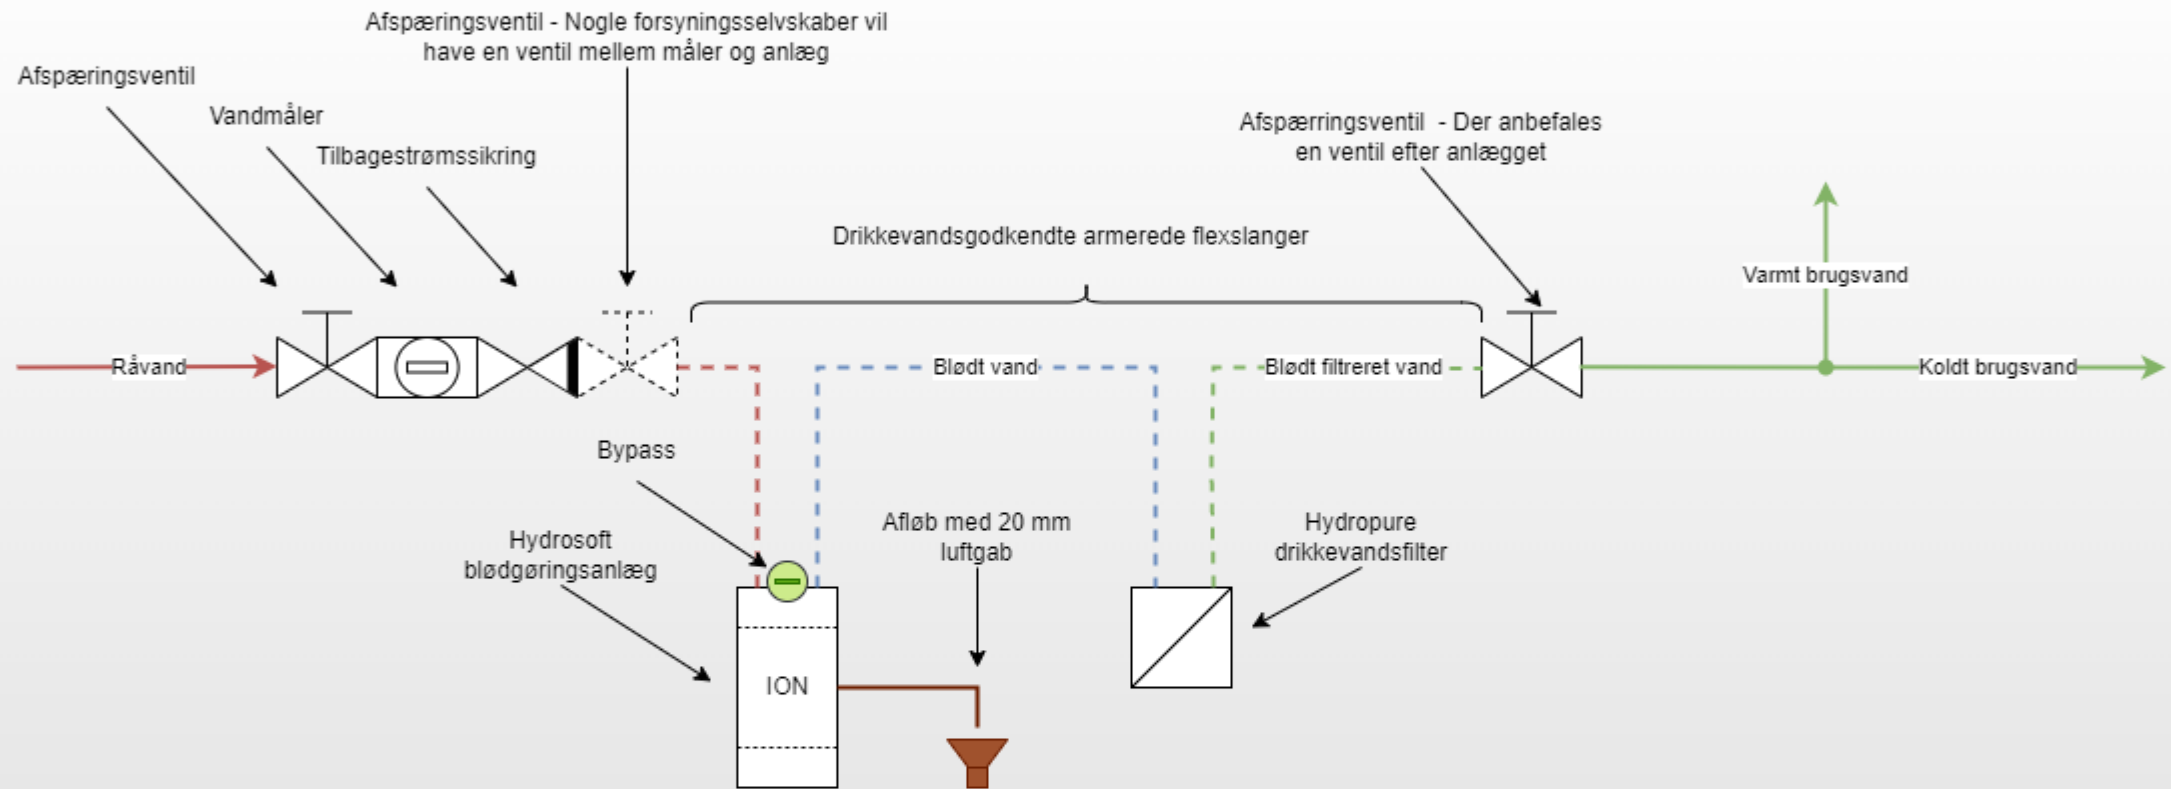 Afspæringsventil - Nogle forsyningsselvskaber vil
have en ventil mellem måler og anlæg
Afspæringsventil
Vandmåler
Tilbagestrømssikring
Afspærringsventil  - Der anbefales
en ventil efter anlægget
Drikkevandsgodkendte armerede flexslanger
Varmt brugsvand
Råvand
Blødt vand
Blødt filtreret vand
Koldt brugsvand
Bypass
Hydrosoft
blødgøringsanlæg
Afløb med 20 mm
luftgab
Hydropure
drikkevandsfilter
ION